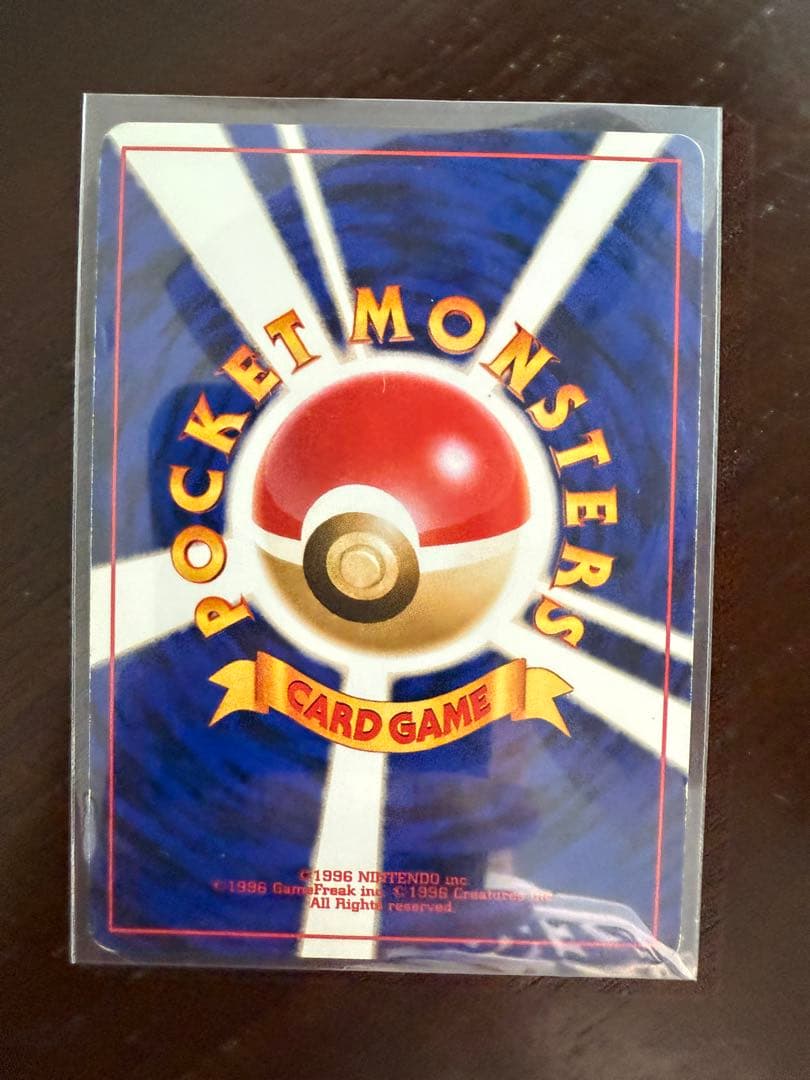 POCKET MONSTERS
CARD GAME
©1996 NINTENDO inc.
©1996 GameFreak inc. ©1996 Creatures inc.
All Rights reserved.